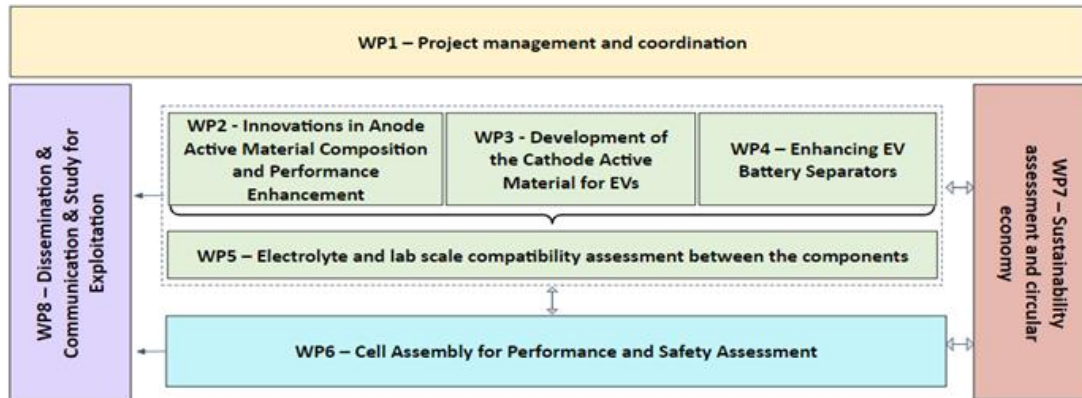 WP1 – Project management and coordination
WP8 – Dissemination &
Communication & Study for
Exploitation
WP2 - Innovations in Anode
Active Material Composition
and Performance
Enhancement
WP3 - Development of
the Cathode Active
Material for EVs
WP4 – Enhancing EV
Battery Separators
WP5 – Electrolyte and lab scale compatibility assessment between the components
WP6 – Cell Assembly for Performance and Safety Assessment
WP7 – Sustainability
assessment and circular
economy